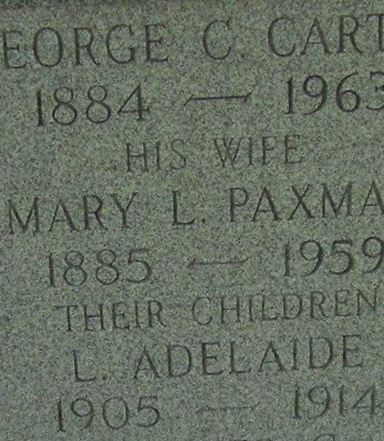 EORGE C. CART
1884 — 1963
HIS WIFE
MARY L. PAXMA
1885 — 1959
THEIR CHILDREN
L. ADELAIDE
1905 — 1914